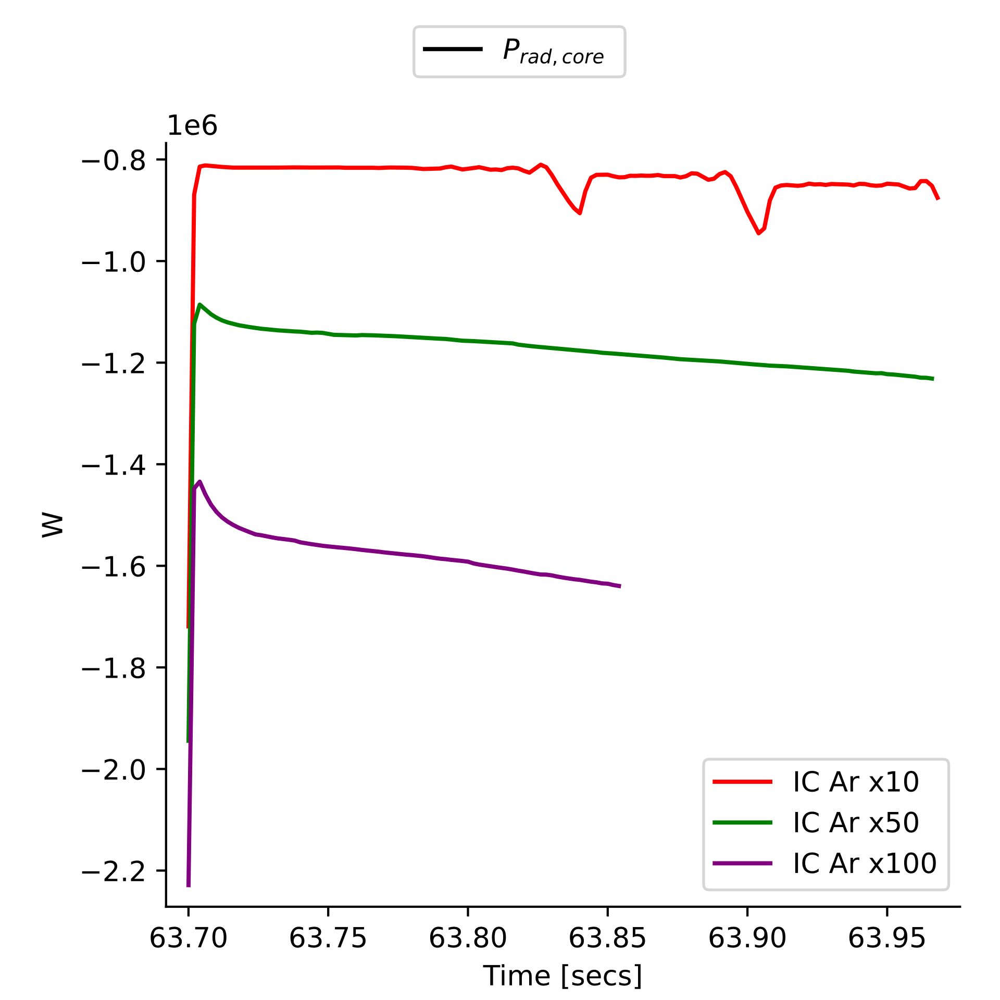 P_rad,core
1e6
−0.8
−1.0
−1.2
−1.4
−1.6
−1.8
−2.0
−2.2
W
IC Ar x10
IC Ar x50
IC Ar x100
63.70 63.75 63.80 63.85 63.90 63.95
Time [secs]